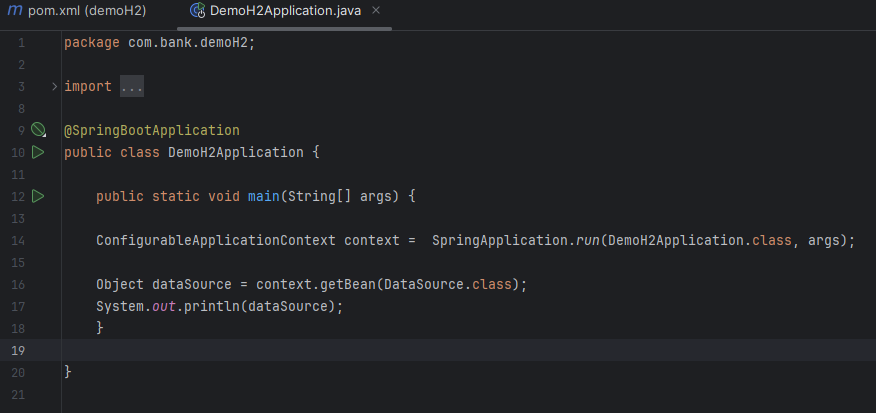 pom.xml (demoH2)
DemoH2Application.java
1 package com.bank.demoH2;
2
3 import ...
8
9 @SpringBootApplication
10 public class DemoH2Application {
11
12 public static void main(String[] args) {
13
14 ConfigurableApplicationContext context =  SpringApplication.run(DemoH2Application.class, args);
15
16 Object dataSource = context.getBean(DataSource.class);
17 System.out.println(dataSource);
18 }
19
20 }
21